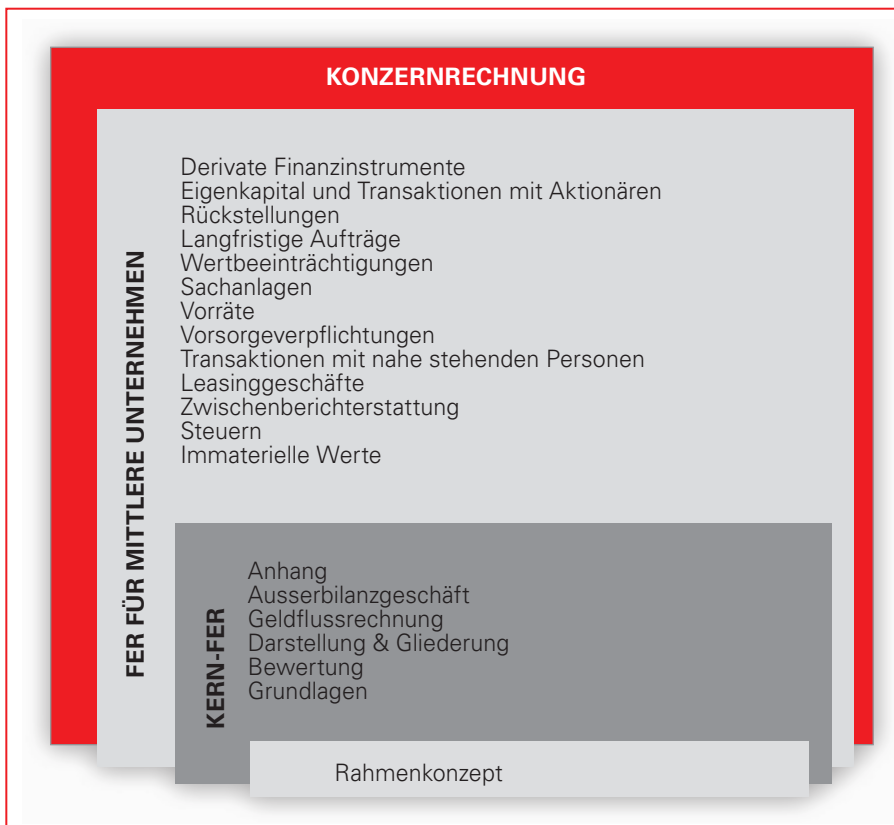 KONZERNRECHNUNG
FER FÜR MITTLERE UNTERNEHMEN
Derivate Finanzinstrumente
Eigenkapital und Transaktionen mit Aktionären
Rückstellungen
Langfristige Aufträge
Wertbeeinträchtigungen
Sachanlagen
Vorräte
Vorsorgeverpflichtungen
Transaktionen mit nahe stehenden Personen
Leasinggeschäfte
Zwischenberichterstattung
Steuern
Immaterielle Werte
KERN-FER
Anhang
Ausserbilanzgeschäft
Geldflussrechnung
Darstellung & Gliederung
Bewertung
Grundlagen
Rahmenkonzept